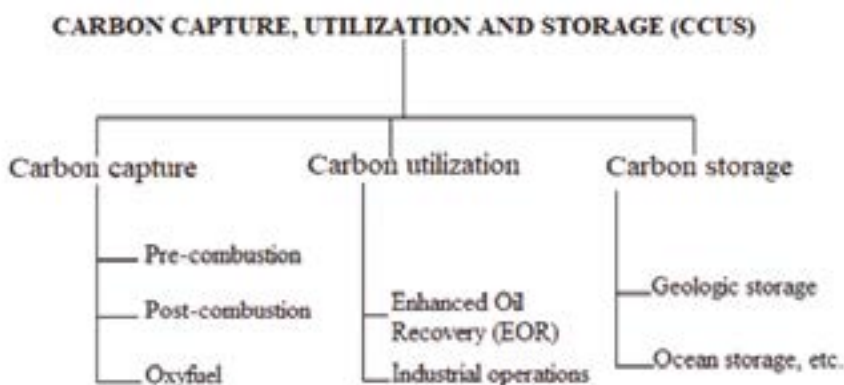 CARBON CAPTURE, UTILIZATION AND STORAGE (CCUS)
Carbon capture
Pre-combustion
Post-combustion
Oxyfuel
Carbon utilization
Enhanced Oil
Recovery (EOR)
Industrial operations
Carbon storage
Geologic storage
Ocean storage, etc.